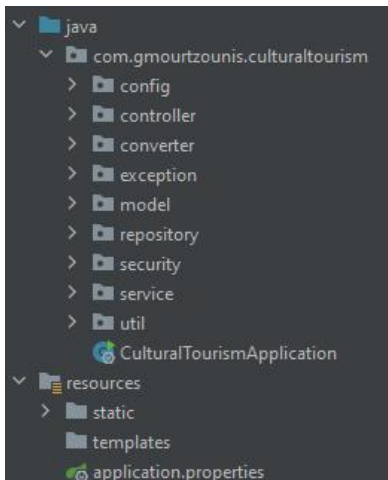 java
com.gmourtzounis.culturaltourism
config
controller
converter
exception
model
repository
security
service
util
CulturalTourismApplication
resources
static
templates
application.properties